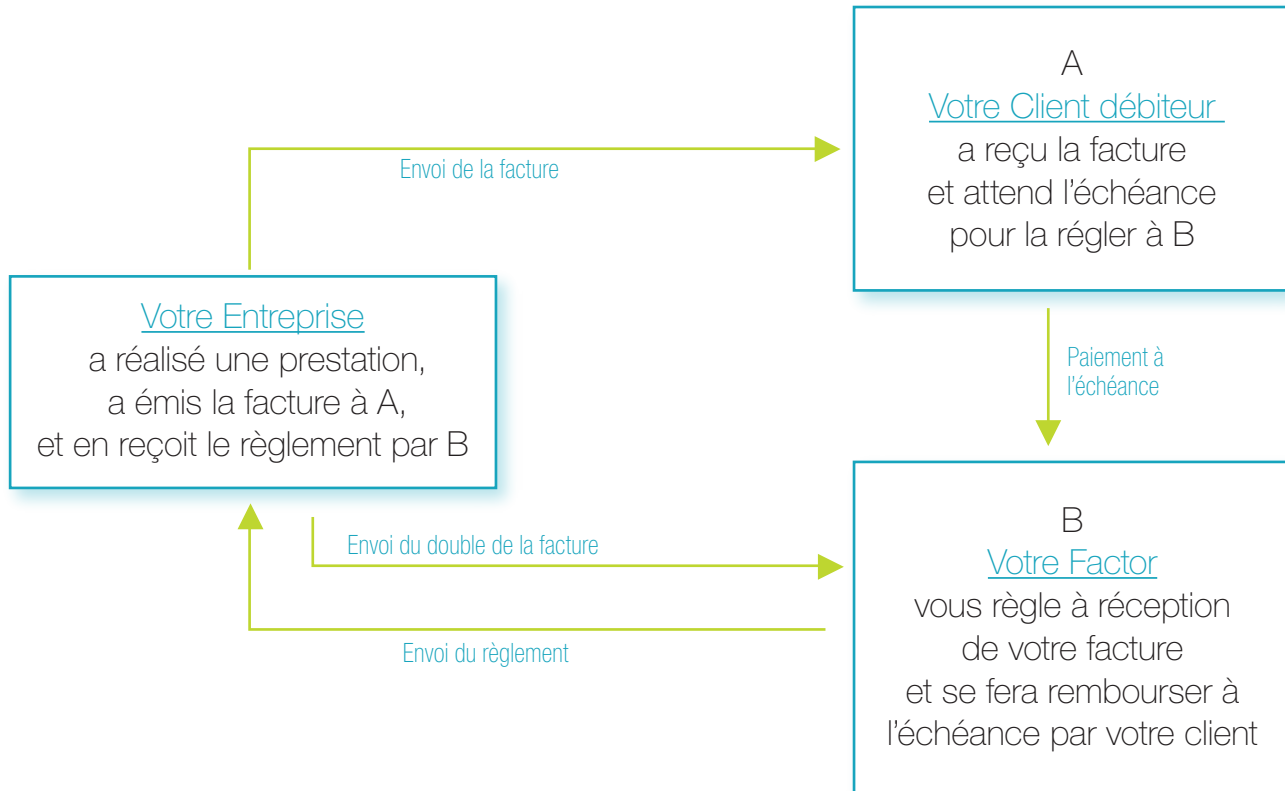 A
Votre Client débiteur
a reçu la facture
et attend l’échéance
pour la régler à B
Envoi de la facture
Votre Entreprise
a réalisé une prestation,
a émis la facture à A,
et en reçoit le règlement par B
Paiement à
l’échéance
Envoi du double de la facture
Envoi du règlement
B
Votre Factor
vous règle à réception
de votre facture
et se fera rembourser à
l’échéance par votre client